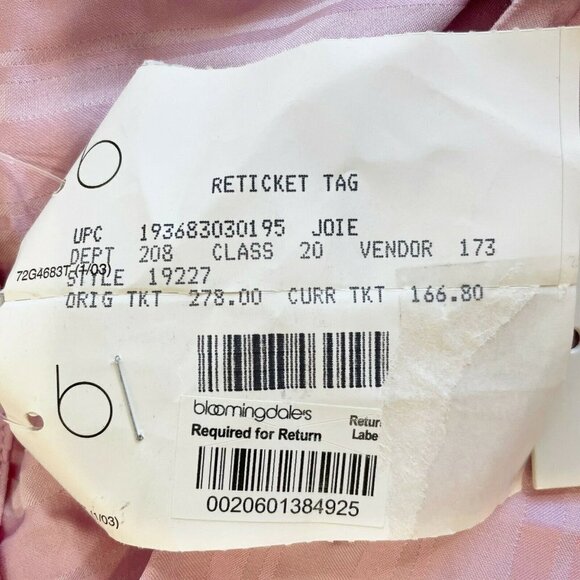 b
RETICKET TAG
UPC 193683030195 JOIE
DEPT 208 CLASS 20 VENDOR 173
72G4683T (1/03)
STYLE 19227
ORIG TKT 278.00 CURR TKT 166.80
b
bloomingdale's
Required for Return
Return
Labe
0020601384925
1/03)